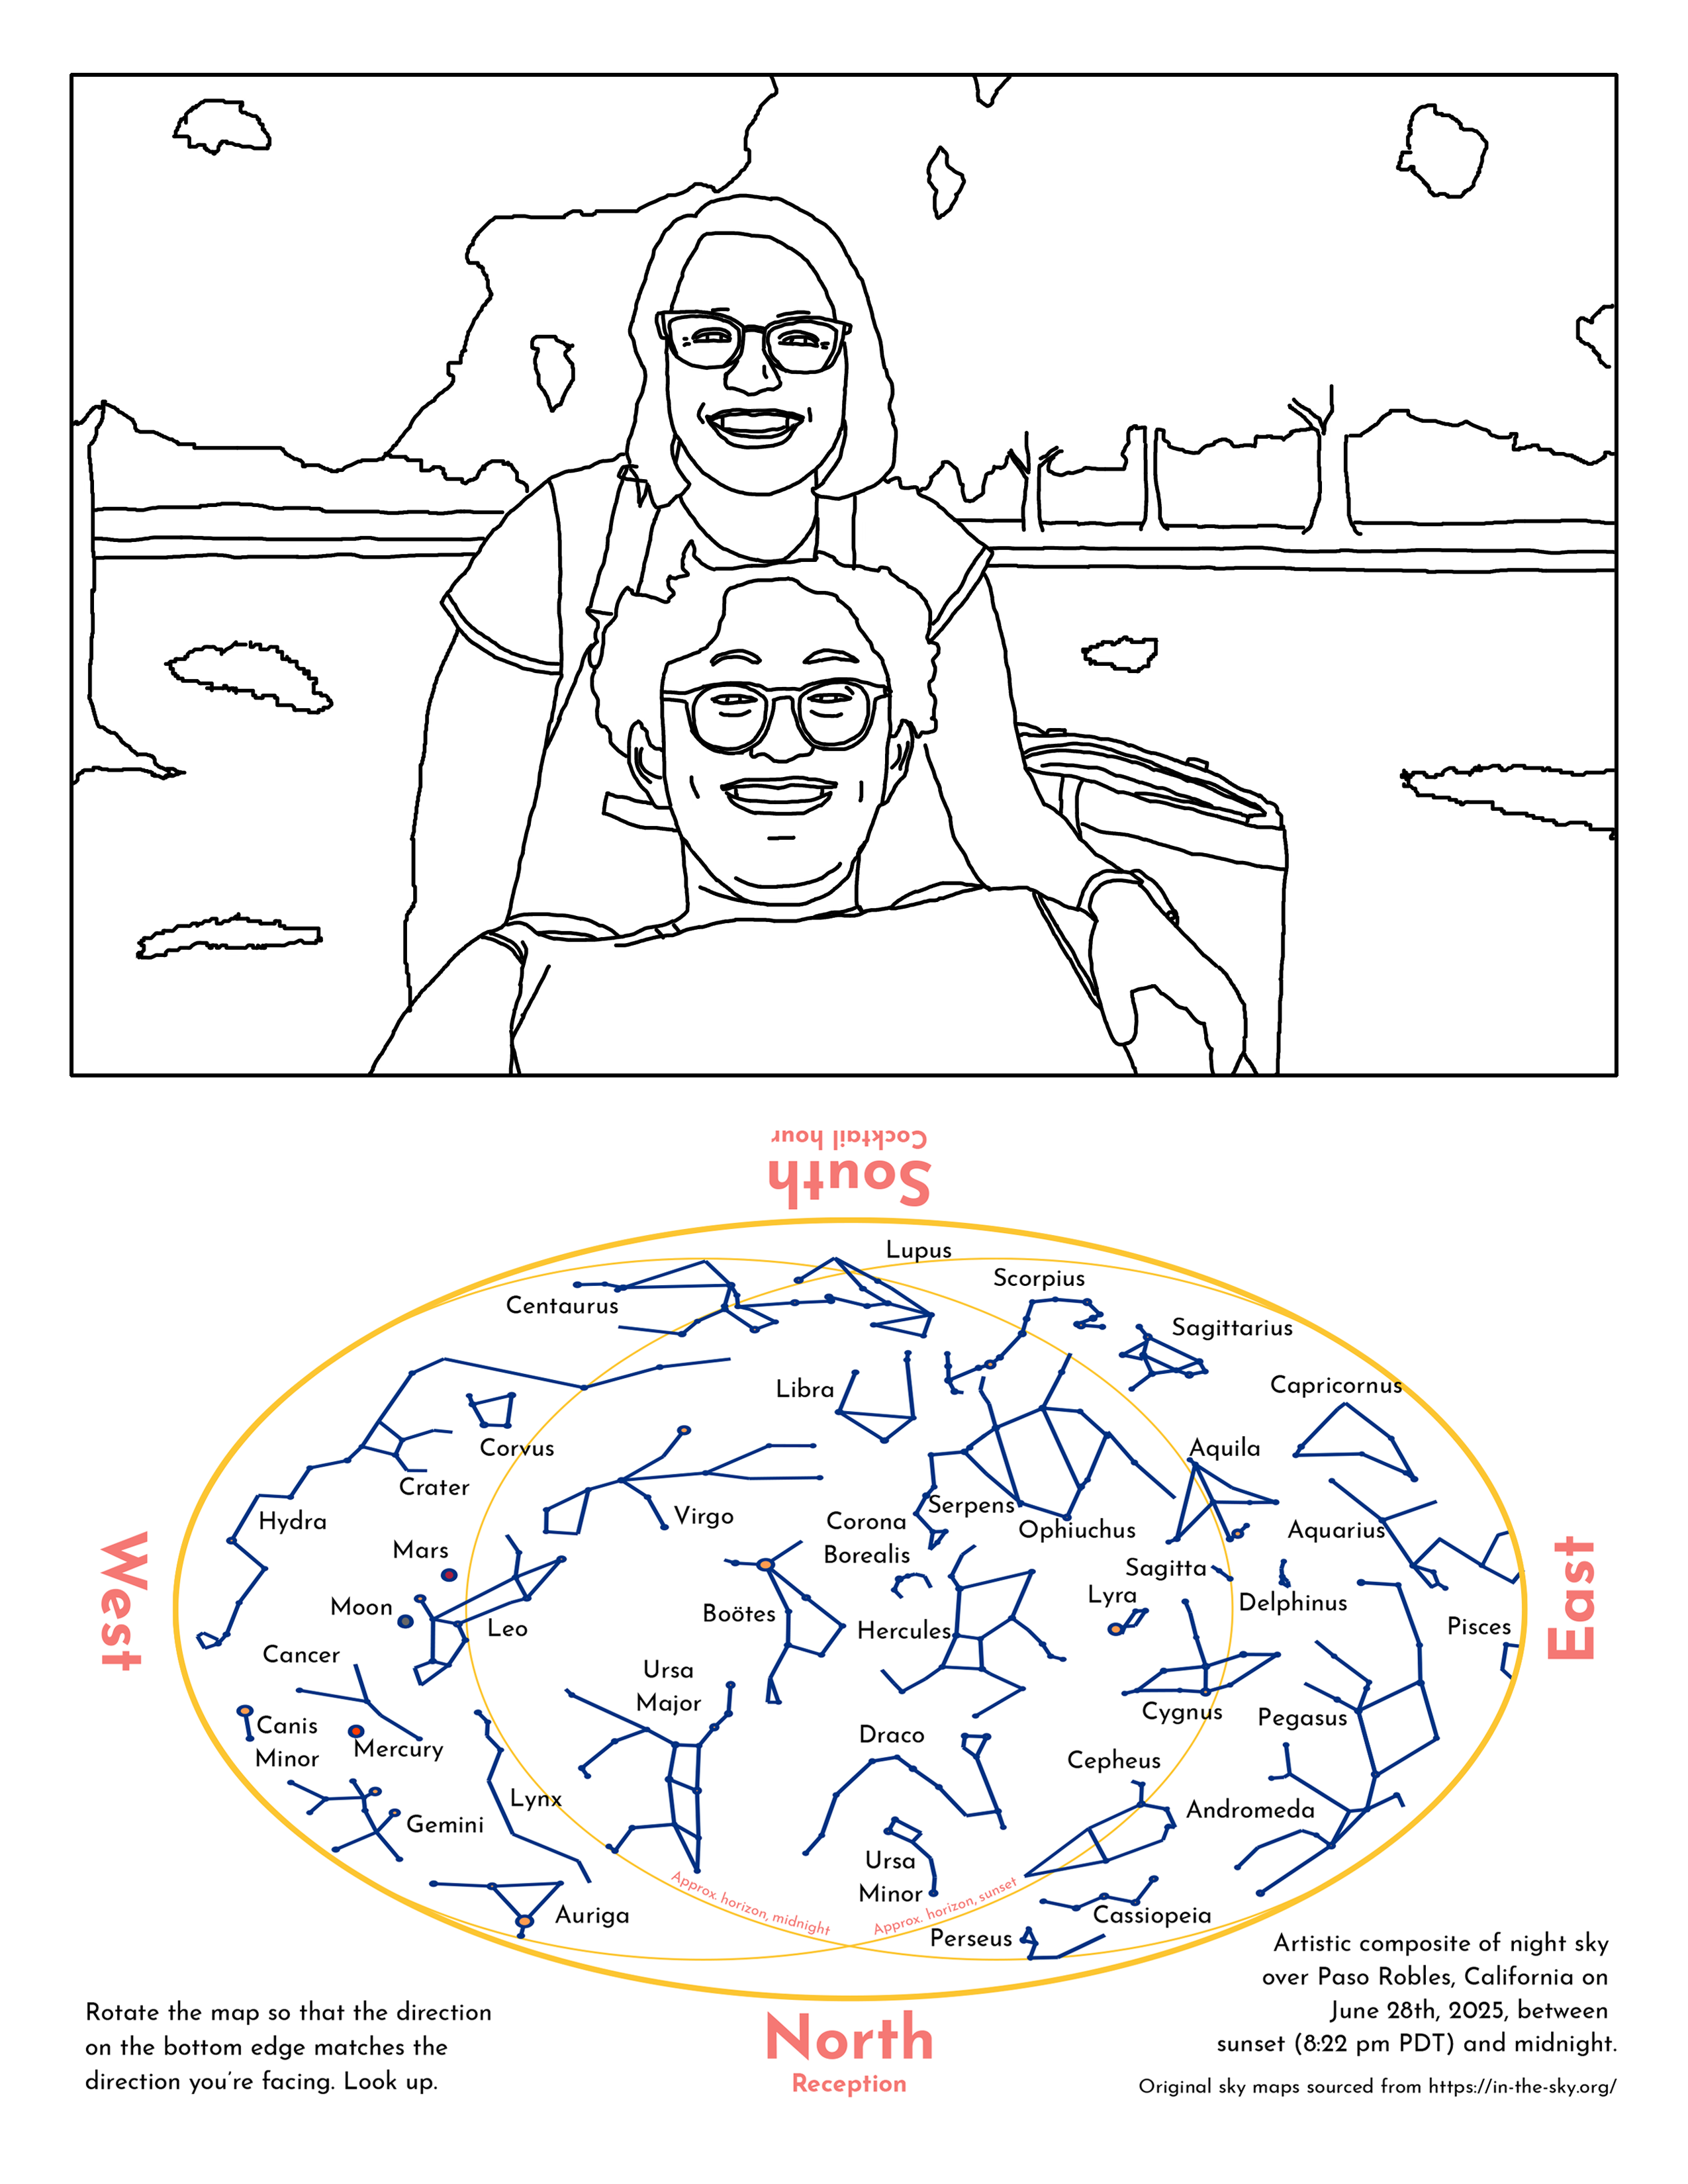 Cocktail hour
South
Lupus
Scorpius
Centaurus
Sagittarius
Libra
Capricornus
Corvus
Aquila
Crater
Serpens
Virgo
Hydra
Corona
Borealis
Ophiuchus
Aquarius
West
East
Mars
Sagitta
Moon
Lyra
Delphinus
Boötes
Leo
Hercules
Pisces
Cancer
Ursa
Major
Cygnus
Pegasus
Canis
Minor
Mercury
Draco
Cepheus
Lynx
Gemini
Andromeda
Ursa
Minor
Approx. horizon, midnight
Approx. horizon, sunset
Auriga
Cassiopeia
Perseus
Artistic composite of night sky
over Paso Robles, California on
June 28th, 2025, between
sunset (8:22 pm PDT) and midnight.
Original sky maps sourced from https://in-the-sky.org/
Rotate the map so that the direction
on the bottom edge matches the
direction you're facing. Look up.
North
Reception